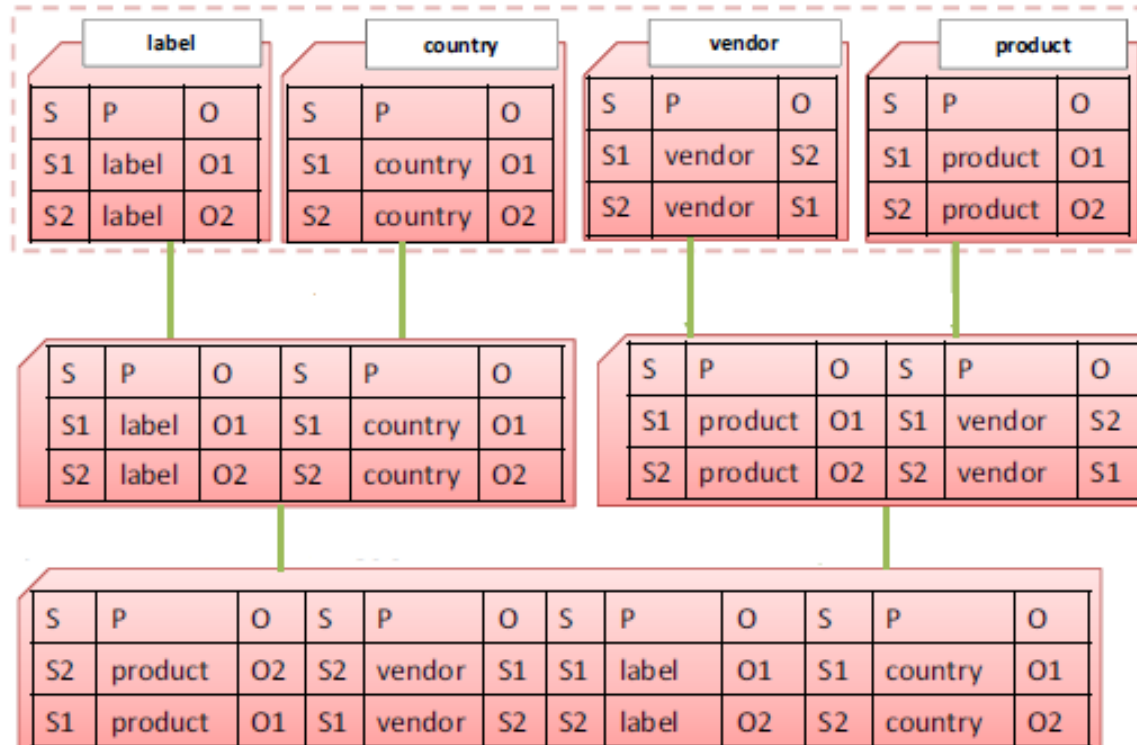 label country vendor product
S P O S P O S P O S P O
S1 label O1 S1 country O1 S1 vendor S2 S1 product O1
S2 label O2 S2 country O2 S2 vendor S1 S2 product O2
S P O S P O S P O S P O
S1 label O1 S1 country O1 S1 product O1 S1 vendor S2
S2 label O2 S2 country O2 S2 product O2 S2 vendor S1
S P O S P O S P O S P O
S2 product O2 S2 vendor S1 S1 label O1 S1 country O1
S1 product O1 S1 vendor S2 S2 label O2 S2 country O2